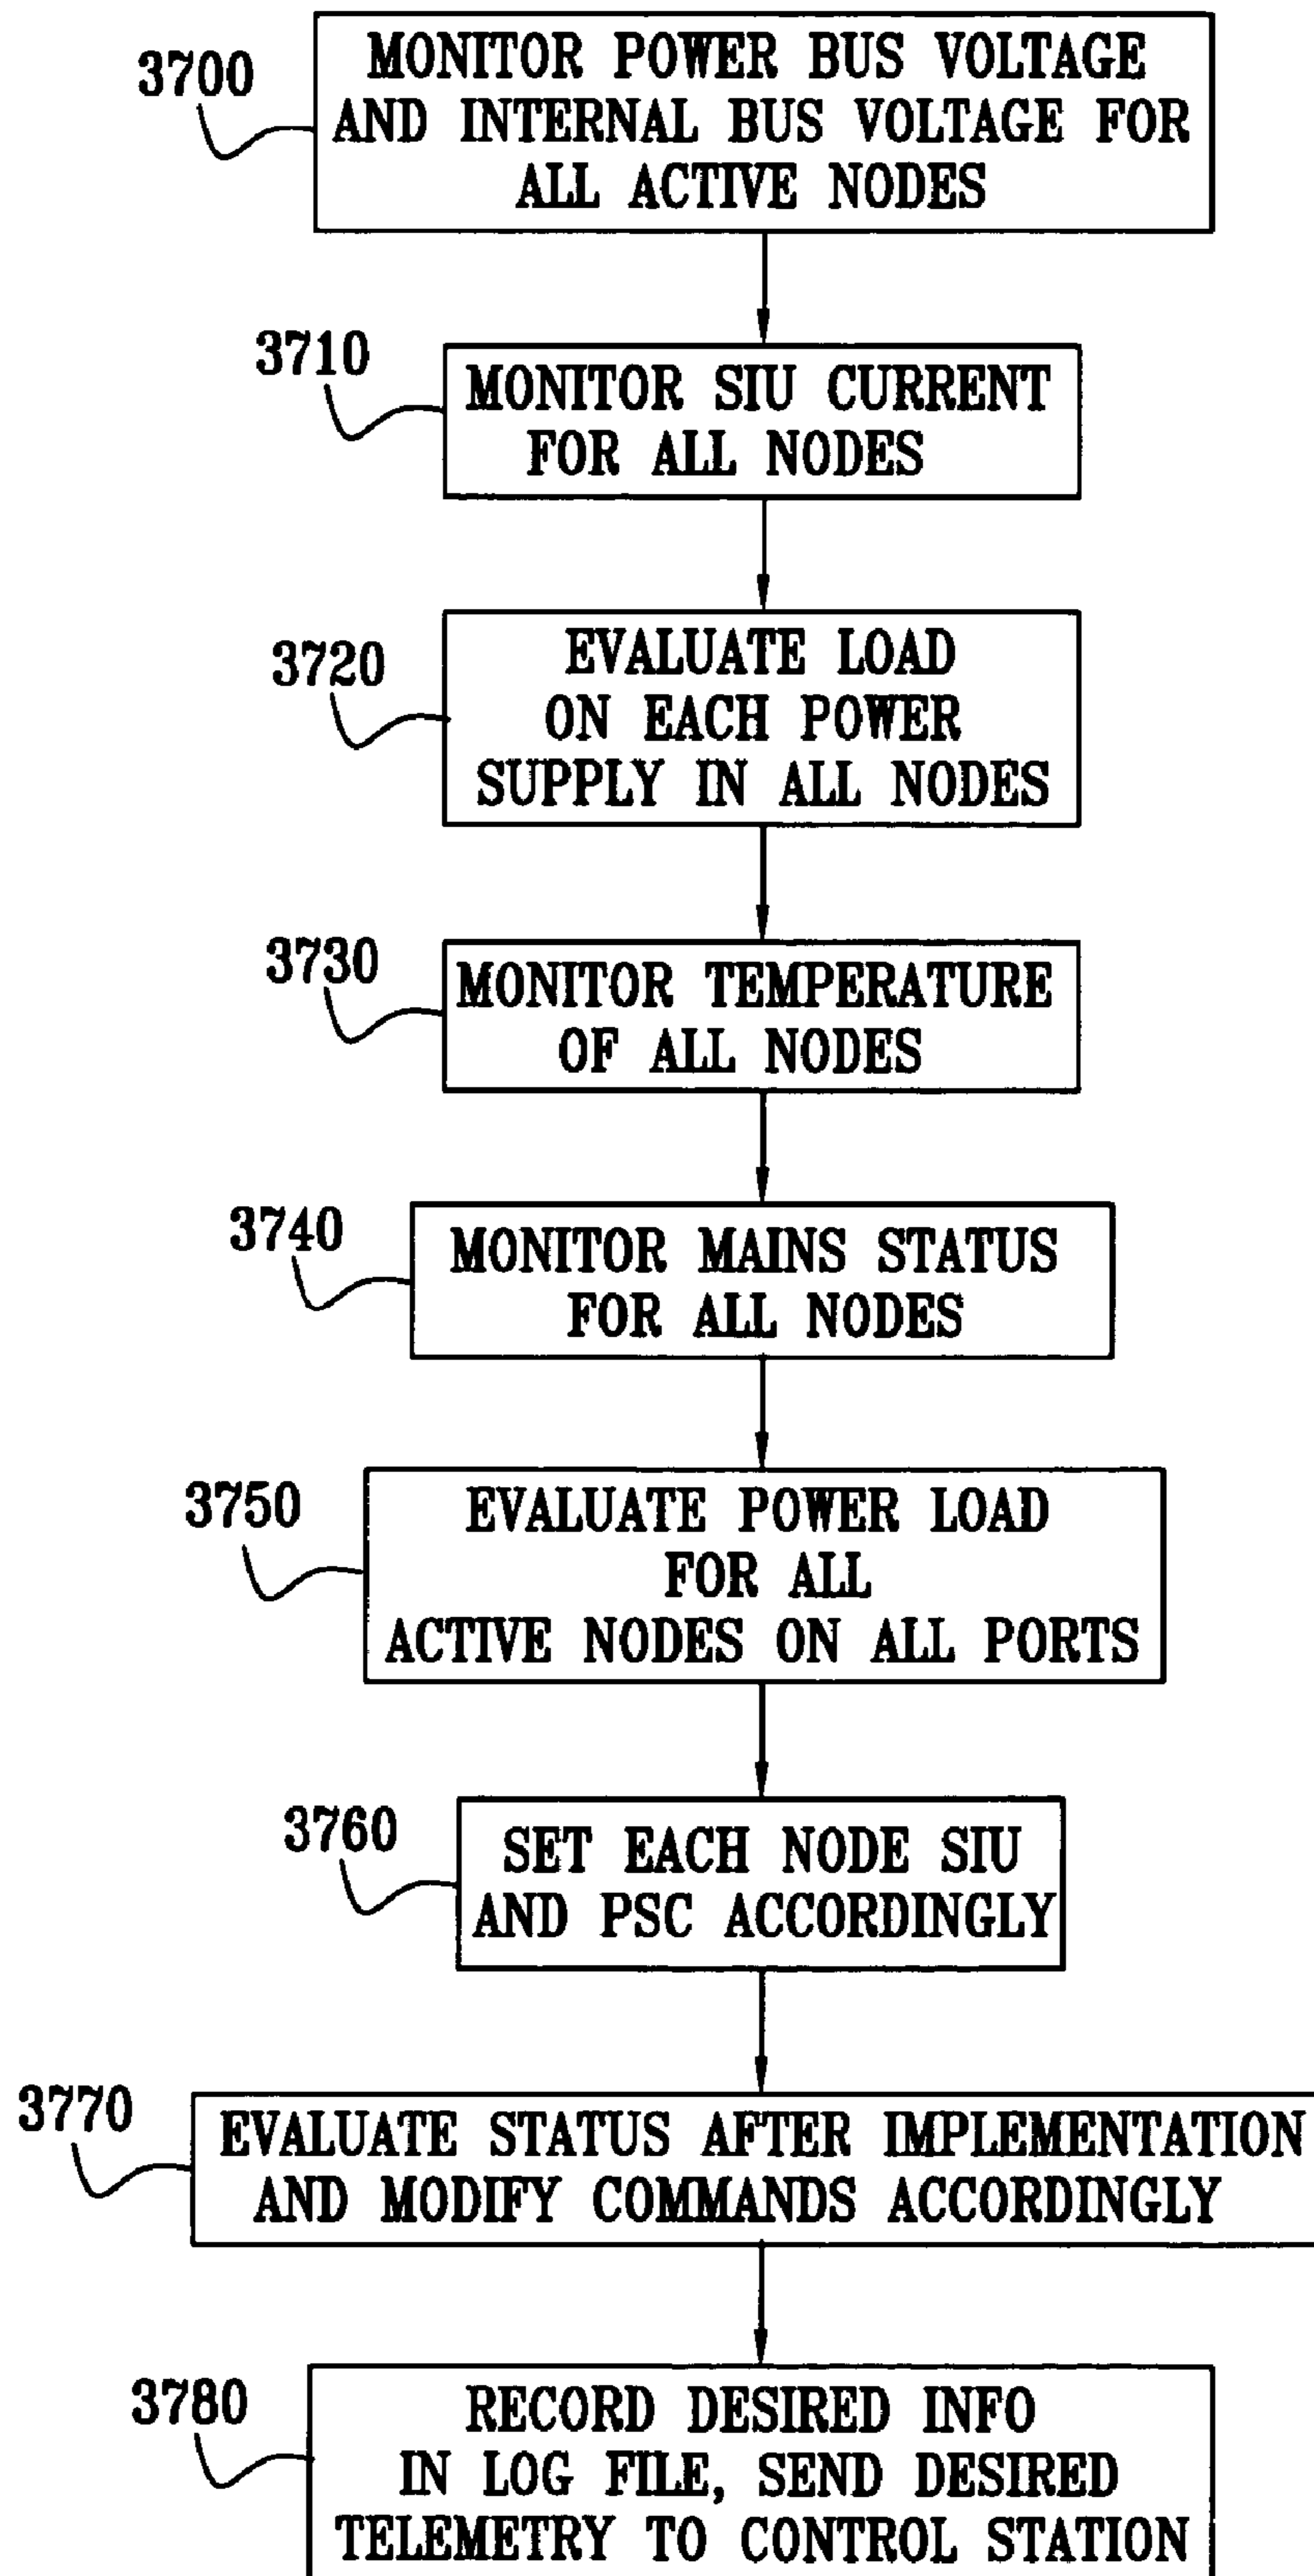 3700
MONITOR POWER BUS VOLTAGE
AND INTERNAL BUS VOLTAGE FOR
ALL ACTIVE NODES
3710
MONITOR SIU CURRENT
FOR ALL NODES
3720
EVALUATE LOAD
ON EACH POWER
SUPPLY IN ALL NODES
3730
MONITOR TEMPERATURE
OF ALL NODES
3740
MONITOR MAINS STATUS
FOR ALL NODES
3750
EVALUATE POWER LOAD
FOR ALL
ACTIVE NODES ON ALL PORTS
3760
SET EACH NODE SIU
AND PSC ACCORDINGLY
3770
EVALUATE STATUS AFTER IMPLEMENTATION
AND MODIFY COMMANDS ACCORDINGLY
3780
RECORD DESIRED INFO
IN LOG FILE, SEND DESIRED
TELEMETRY TO CONTROL STATION